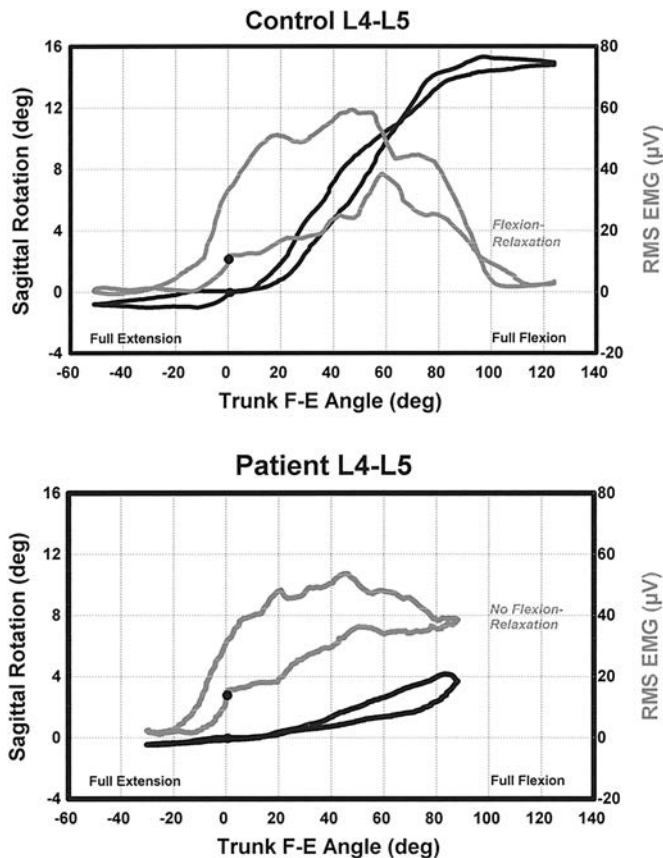 Control L4-L5
16
12
8
4
0
-4
Sagittal Rotation (deg)
80
60
40
20
0
-20
RMS EMG (µV)
Flexion-
Relaxation
Full Extension
Full Flexion
-60 -40 -20 0 20 40 60 80 100 120 140
Trunk F-E Angle (deg)
Patient L4-L5
16
12
8
4
0
-4
Sagittal Rotation (deg)
80
60
40
20
0
-20
RMS EMG (µV)
No Flexion-
Relaxation
Full Extension
Full Flexion
-60 -40 -20 0 20 40 60 80 100 120 140
Trunk F-E Angle (deg)